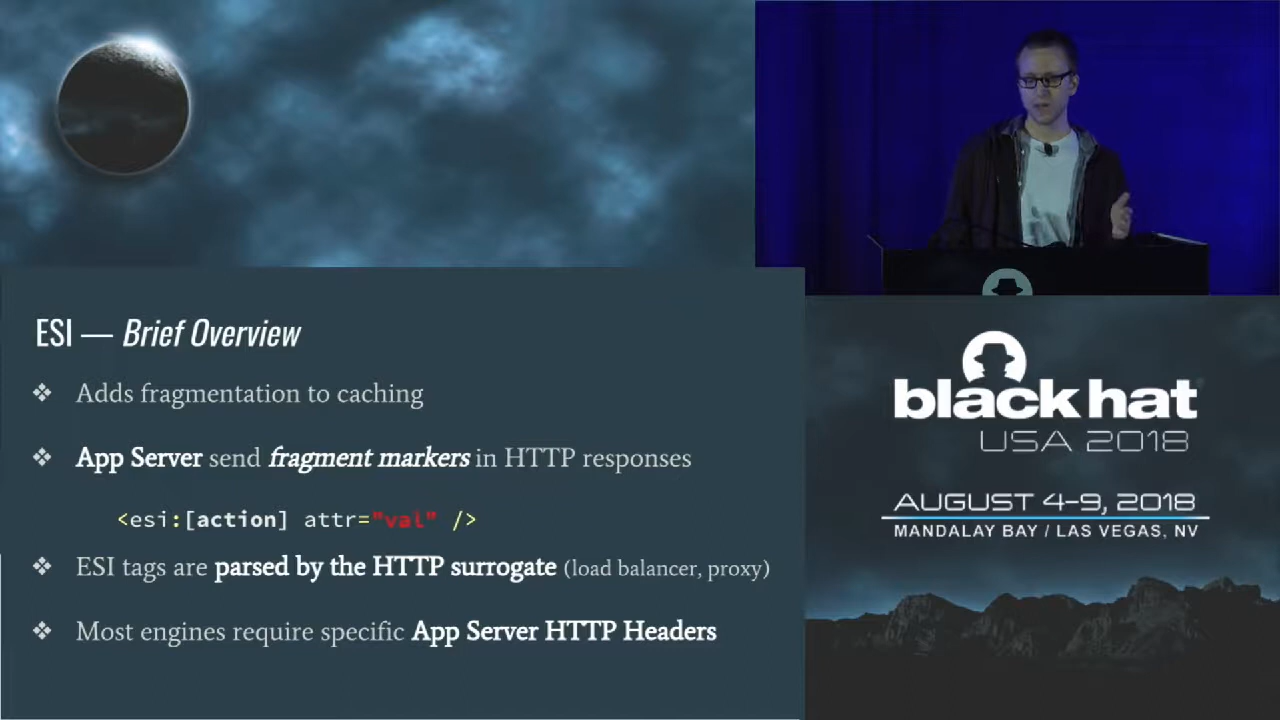 ESI — Brief Overview
❖ Adds fragmentation to caching
❖ App Server send fragment markers in HTTP responses
<esi:[action] attr="val" />
❖ ESI tags are parsed by the HTTP surrogate (load balancer, proxy)
❖ Most engines require specific App Server HTTP Headers
black hat
USA 2018
AUGUST 4-9, 2018
MANDALAY BAY / LAS VEGAS, NV